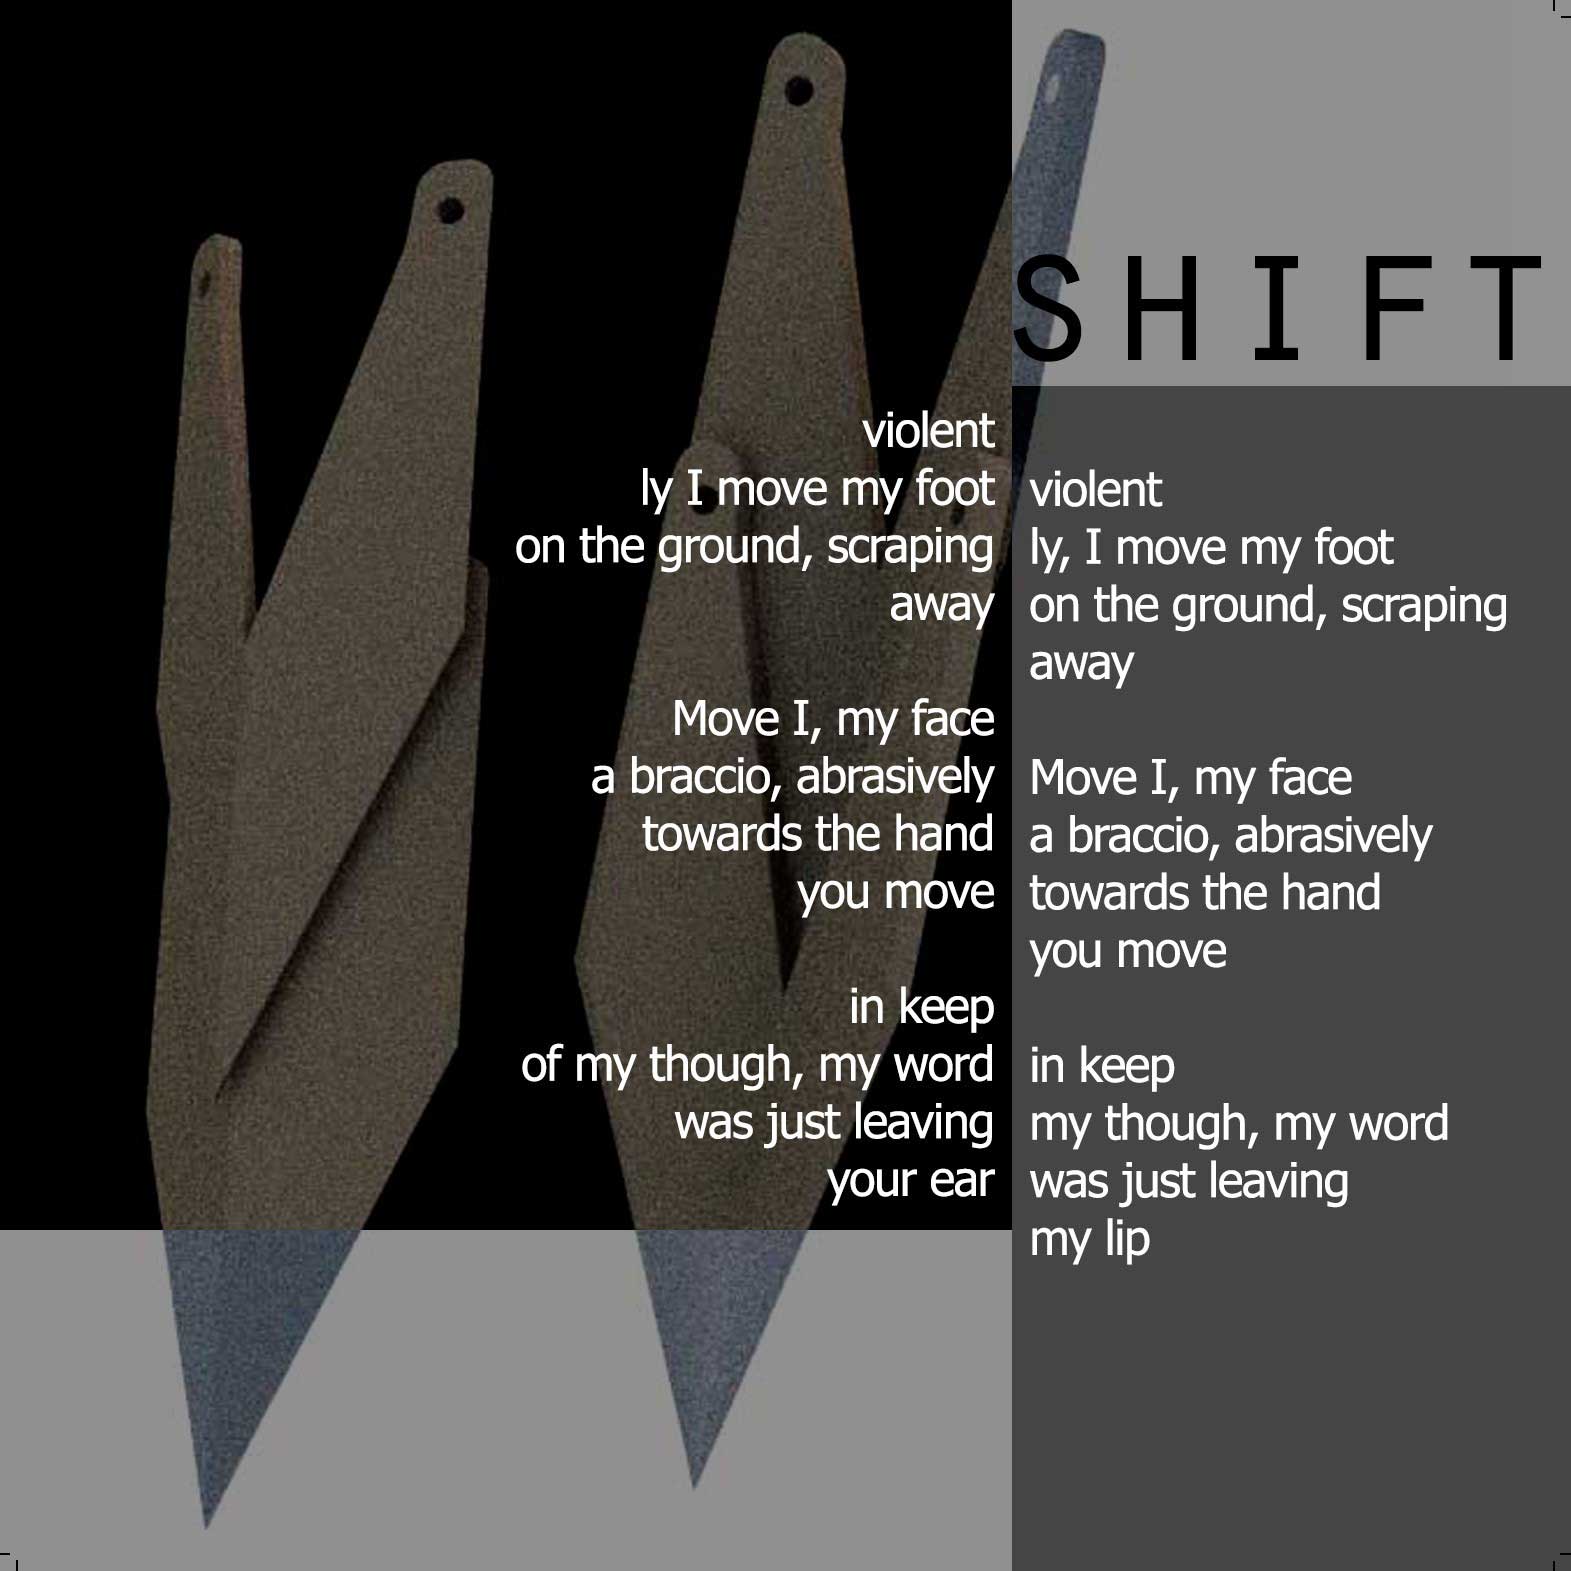 SHIFT
violent
ly I move my foot
on the ground, scraping
away
Move I, my face
a braccio, abrasively
towards the hand
you move
in keep
of my though, my word
was just leaving
your ear
violent
ly, I move my foot
on the ground, scraping
away
Move I, my face
a braccio, abrasively
towards the hand
you move
in keep
my though, my word
was just leaving
my lip